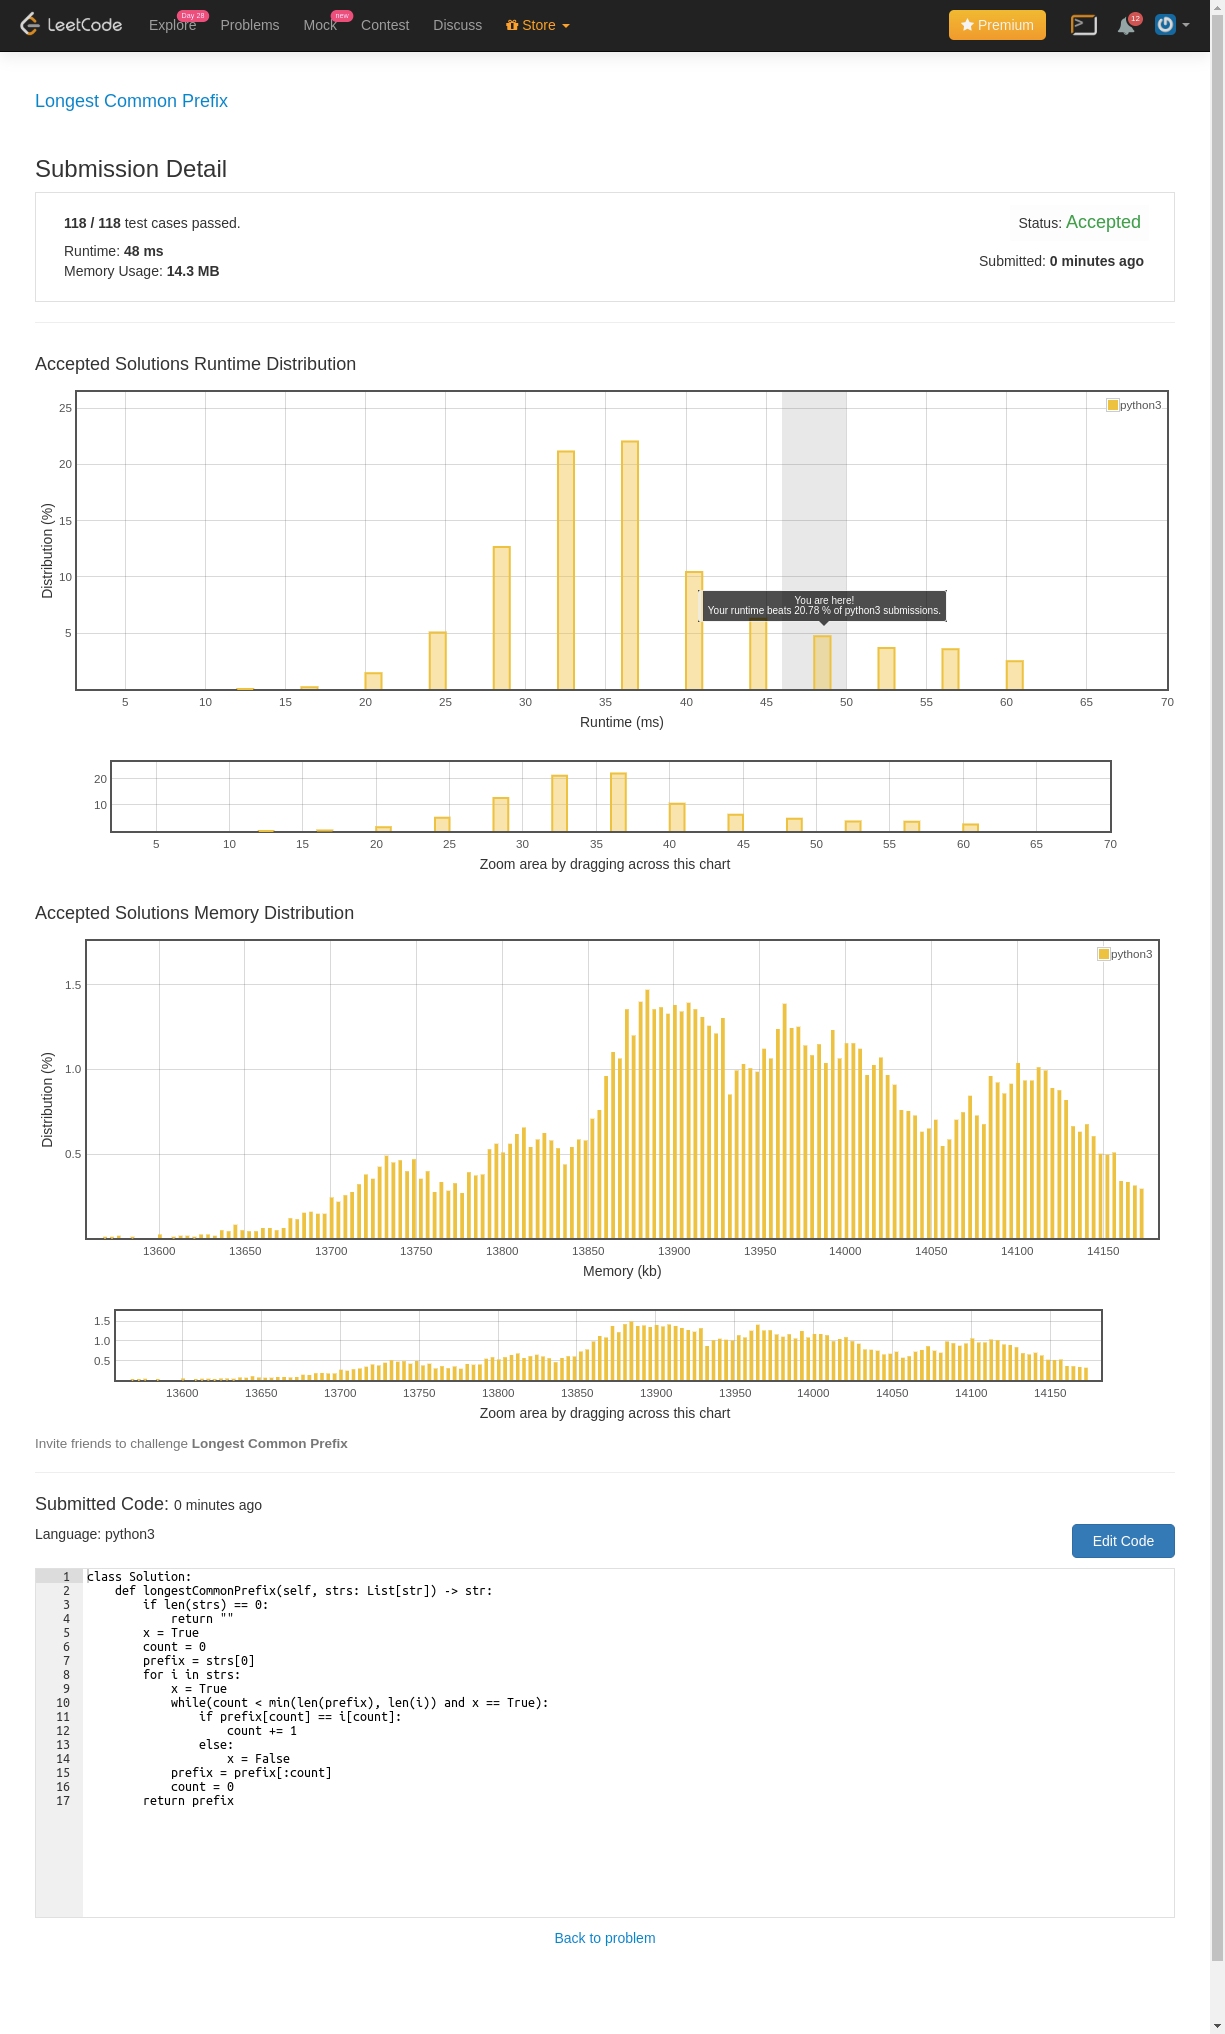 LeetCode Explore Day 28 Problems Mock new Contest Discuss Store Premium 12
Longest Common Prefix
Submission Detail
118 / 118 test cases passed.
Status: Accepted
Runtime: 48 ms
Submitted: 0 minutes ago
Memory Usage: 14.3 MB
Accepted Solutions Runtime Distribution
python3
Distribution (%)
25
20
15
10
5
You are here!
Your runtime beats 20.78 % of python3 submissions.
5 10 15 20 25 30 35 40 45 50 55 60 65 70
Runtime (ms)
20
10
5 10 15 20 25 30 35 40 45 50 55 60 65 70
Zoom area by dragging across this chart
Accepted Solutions Memory Distribution
python3
Distribution (%)
1.5
1.0
0.5
13600 13650 13700 13750 13800 13850 13900 13950 14000 14050 14100 14150
Memory (kb)
1.5
1.0
0.5
13600 13650 13700 13750 13800 13850 13900 13950 14000 14050 14100 14150
Zoom area by dragging across this chart
Invite friends to challenge Longest Common Prefix
Submitted Code: 0 minutes ago
Language: python3
Edit Code
1 class Solution:
2     def longestCommonPrefix(self, strs: List[str]) -> str:
3         if len(strs) == 0:
4             return ""
5         x = True
6         count = 0
7         prefix = strs[0]
8         for i in strs:
9             x = True
10             while(count < min(len(prefix), len(i)) and x == True):
11                 if prefix[count] == i[count]:
12                     count += 1
13                 else:
14                     x = False
15             prefix = prefix[:count]
16             count = 0
17         return prefix
Back to problem